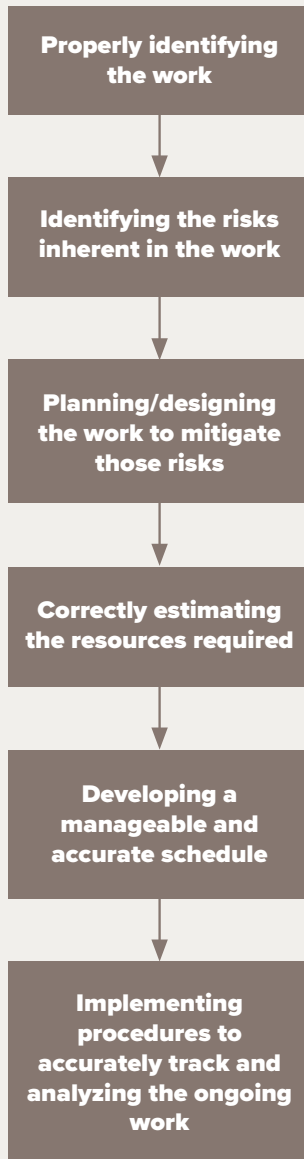 Properly identifying
the work
Identifying the risks
inherent in the work
Planning/designing
the work to mitigate
those risks
Correctly estimating
the resources required
Developing a
manageable and
accurate schedule
Implementing
procedures to
accurately track and
analyzing the ongoing
work